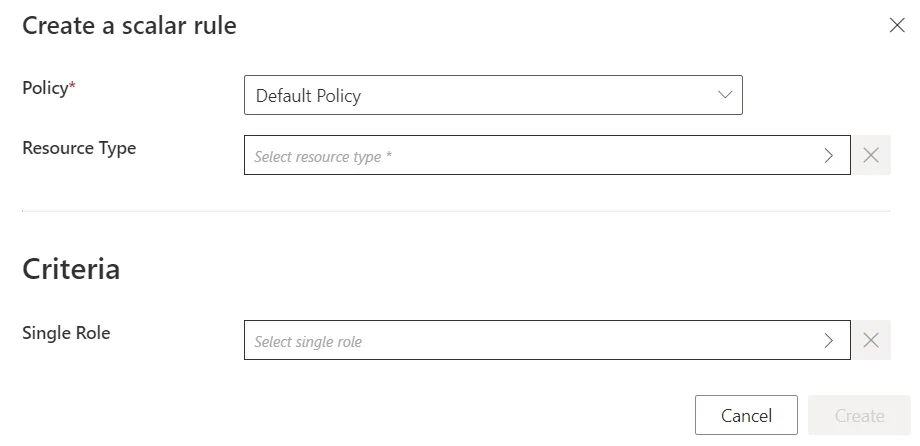 Create a scalar rule
Policy*
Default Policy
Resource Type
Select resource type *
Criteria
Single Role
Select single role
Cancel
Create